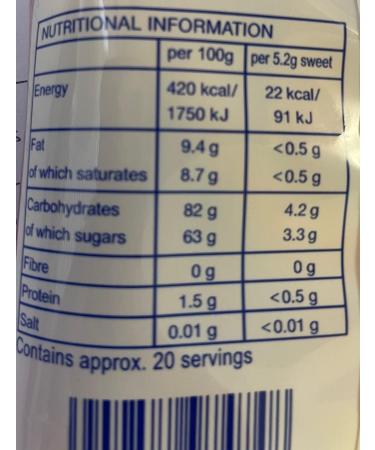 NUTRITIONAL INFORMATION
per 100g per 5.2g sweet
Energy 420 kcal/ 22 kcal/
1750 kJ 91 kJ
Fat 9.4 g <0.5 g
of which saturates 8.7 g <0.5 g
Carbohydrates 82 g 4.2 g
of which sugars 63 g 3.3 g
Fibre 0 g 0 g
Protein 1.5 g <0.5 g
Salt 0.01 g <0.01 g
Contains approx. 20 servings